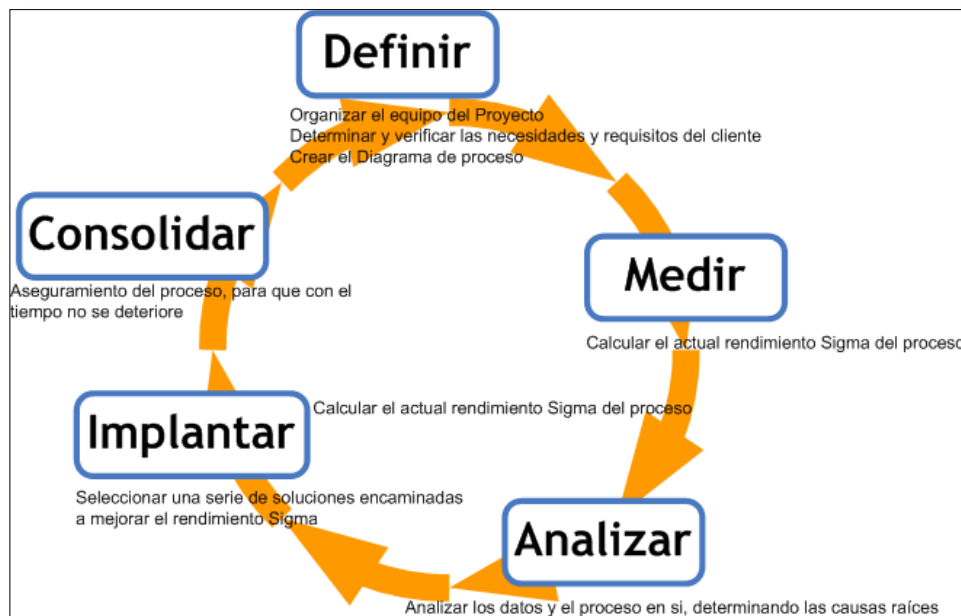 Definir
Organizar el equipo del Proyecto
Determinar y verificar las necesidades y requisitos del cliente
Crear el Diagrama de proceso
Consolidar
Aseguramiento del proceso, para que con el
tiempo no se deteriore
Medir
Calcular el actual rendimiento Sigma del proceso
Calcular el actual rendimiento Sigma del proceso
Implantar
Seleccionar una serie de soluciones encaminadas
a mejorar el rendimiento Sigma
Analizar
Analizar los datos y el proceso en si, determinando las causas raíces